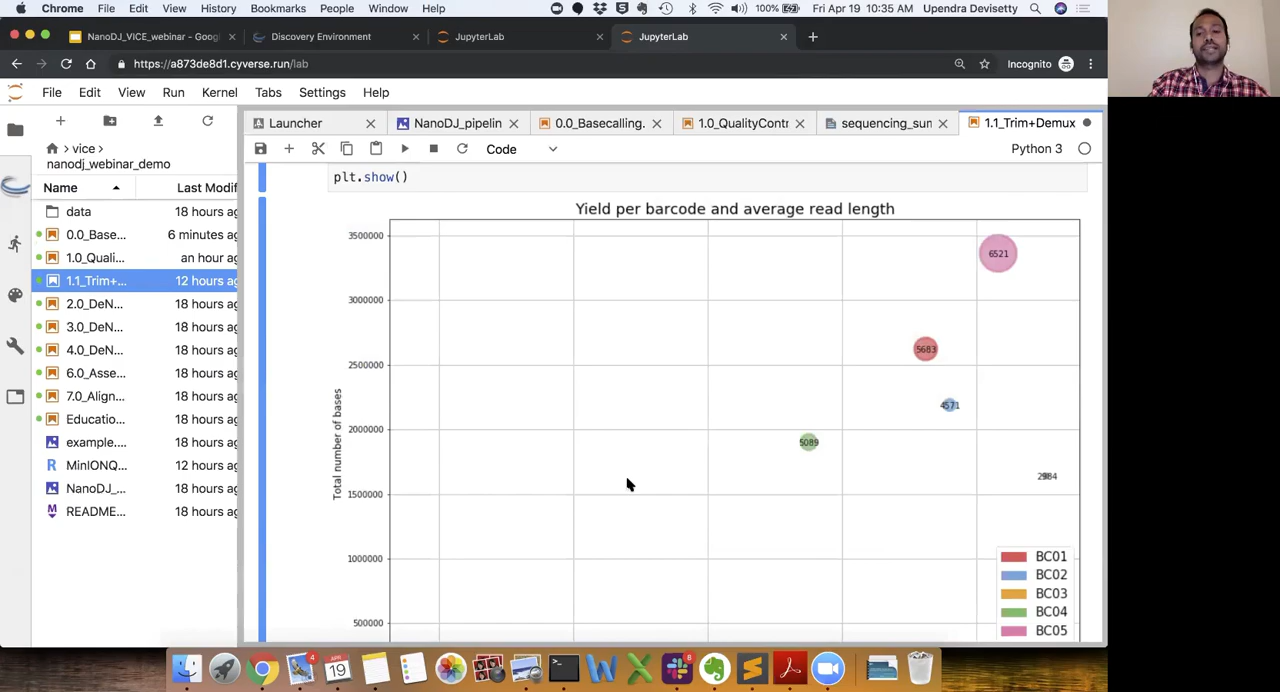 Chrome File Edit View History Bookmarks People Window Help 100% Fri Apr 19 10:35 AM Upendra Devisetty
NanoDJ_VICE_webinar - Goog Discovery Environment JupyterLab JupyterLab
https://a873de8d1.cyverse.run/lab Incognito
File Edit View Run Kernel Tabs Settings Help
Launcher NanoDJ_pipelin 0.0_Basecalling. 1.0_QualityContr sequencing_sun 1.1_Trim+Demux
Code Python 3
vice
nanodj_webinar_demo
Name Last Modif
data 18 hours ag
0.0_Base... 6 minutes ag
1.0_Quali... an hour ag
1.1_Trim+... 12 hours ag
2.0_DeN... 18 hours ag
3.0_DeN... 18 hours ag
4.0_DeN... 18 hours ag
6.0_Asse... 18 hours ag
7.0_Align... 18 hours ag
Educatio... 18 hours ag
example.... 18 hours ag
MinIONQ... 12 hours ag
NanoDJ_... 18 hours ag
README... 18 hours ag
plt.show()
Yield per barcode and average read length
Total number of bases
3500000
3000000
2500000
2000000
1500000
1000000
500000
6521
5683
4571
5089
BC01
BC02
BC03
BC04
BC05
APR
19
4
8